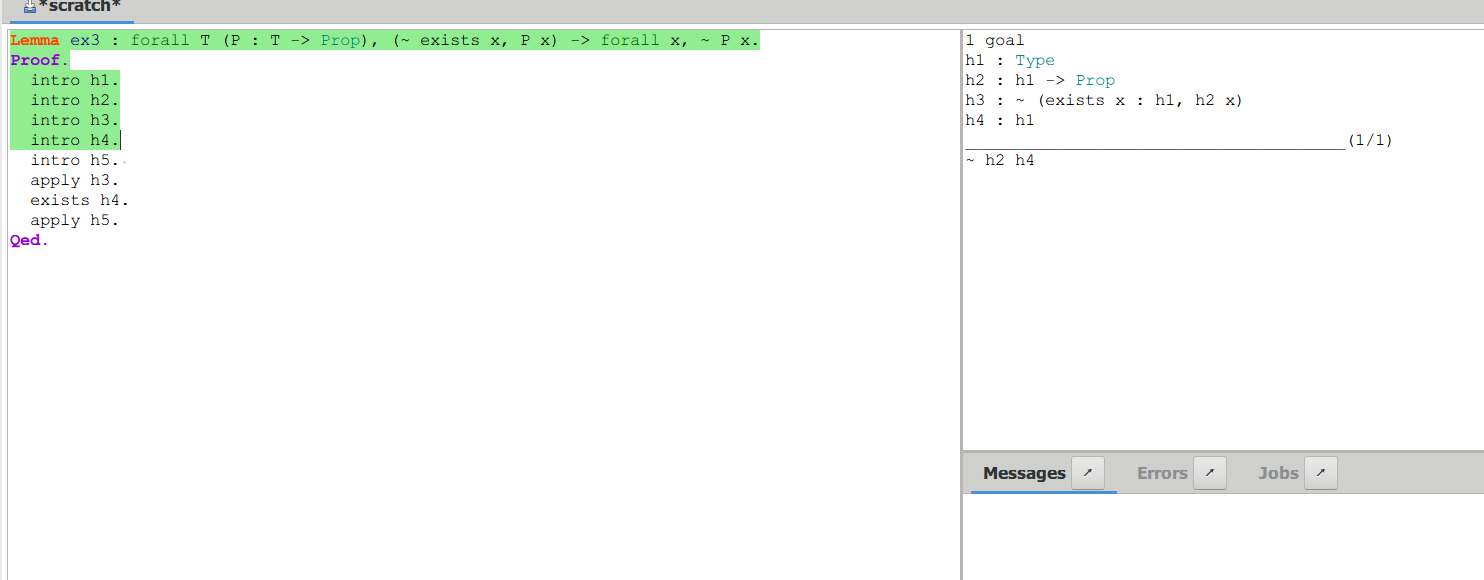 *scratch*
Lemma ex3 : forall T (P : T -> Prop), (~ exists x, P x) -> forall x, ~ P x.
Proof.
  intro h1.
  intro h2.
  intro h3.
  intro h4.
  intro h5.
  apply h3.
  exists h4.
  apply h5.
Qed.
1 goal
h1 : Type
h2 : h1 -> Prop
h3 : ~ (exists x : h1, h2 x)
h4 : h1
______________________________________(1/1)
~ h2 h4
Messages Errors Jobs